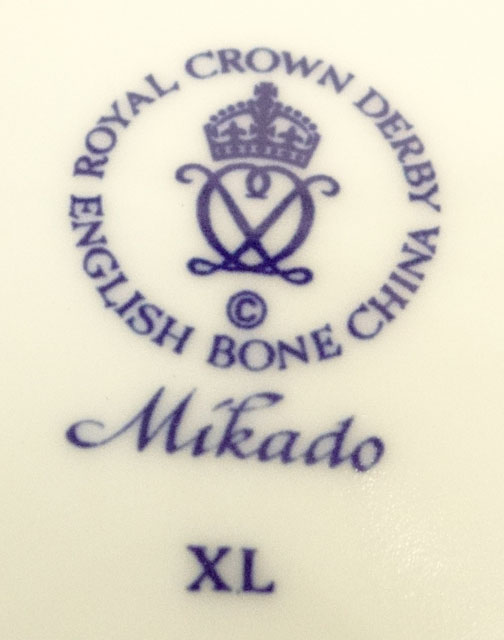 ROYAL CROWN DERBY
ENGLISH BONE CHINA
©
Mikado
XL